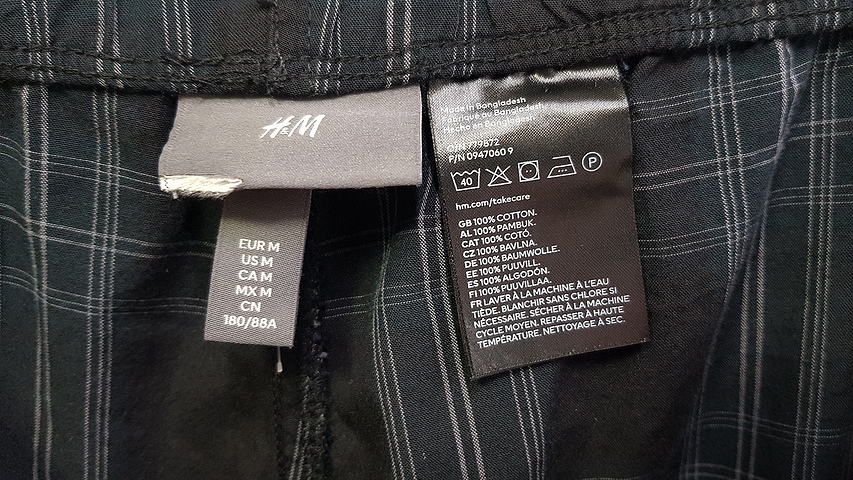 H&M
EUR M
US M
CA M
MX M
CN
180/88A
Made in Bangladesh
Fabriqué au Bangladesh
Hecho en Bangladesh
O/N 779872
P/N 0947060 9
40
P
hm.com/takecare
GB 100% COTTON.
AL 100% PAMBUK.
CAT 100% COTÓ.
CZ 100% BAVLNA.
DE 100% BAUMWOLLE.
EE 100% PUUVILL.
ES 100% ALGODÓN.
FI 100% PUUVILLAA.
FR LAVER À LA MACHINE À L'EAU
TIÈDE. BLANCHIR SANS CHLORE SI
NÉCESSAIRE. SÉCHER À LA MACHINE
CYCLE MOYEN. REPASSER À HAUTE
TEMPÉRATURE. NETTOYAGE À SEC.